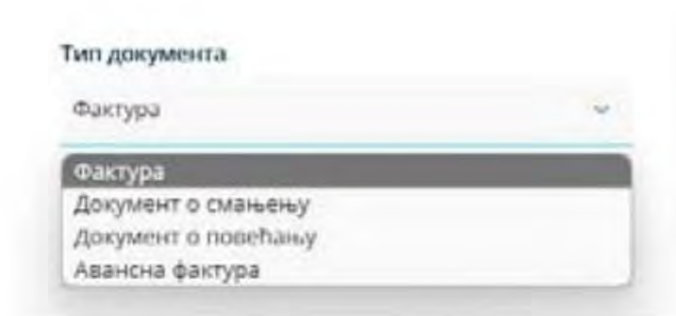 Тип документа
Фактура
Фактура
Документ о смањењу
Документ о повећању
Авансна фактура